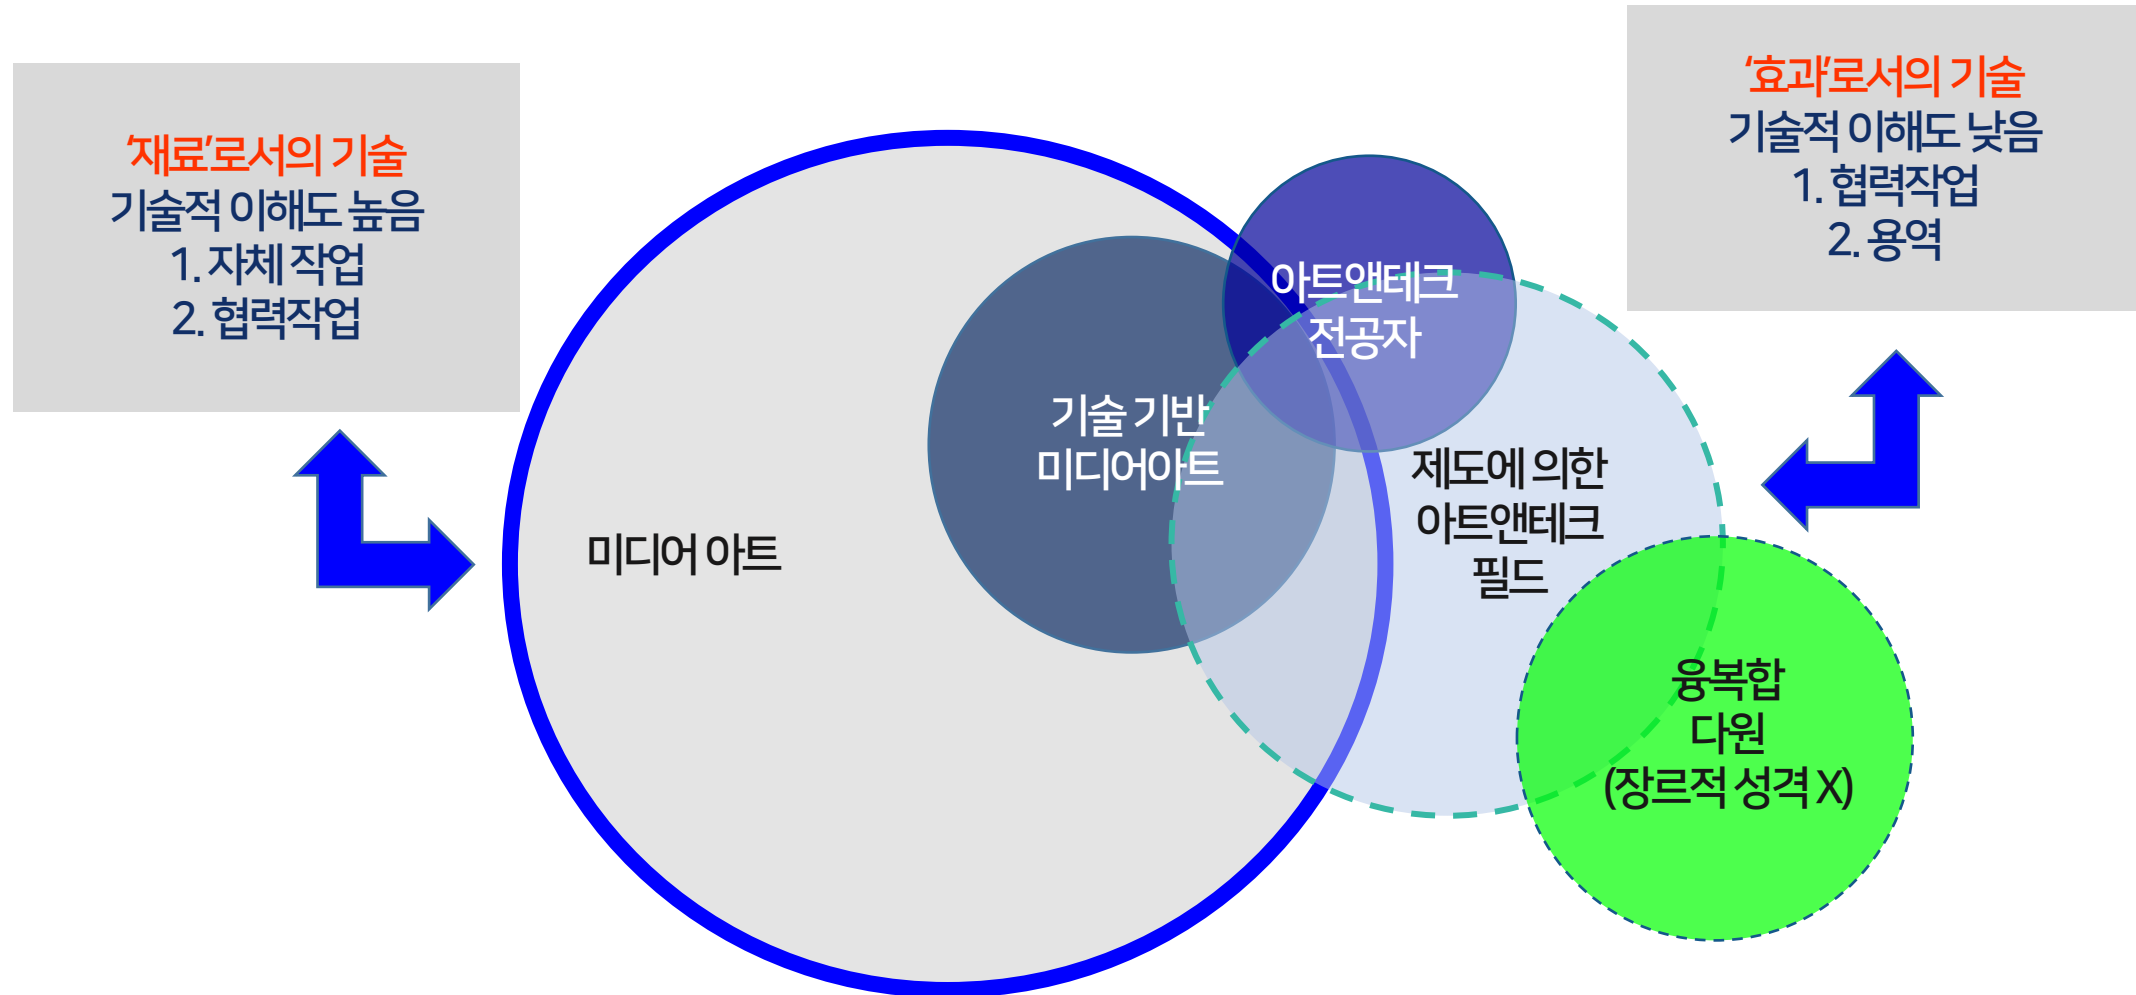 ‘재료’로서의 기술
기술적 이해도 높음
1. 자체 작업
2. 협력작업
‘효과’로서의 기술
기술적 이해도 낮음
1. 협력작업
2. 용역
아트앤테크
전공자
기술 기반
미디어아트
제도에 의한
아트앤테크
필드
미디어 아트
융복합
다원
(장르적 성격 X)